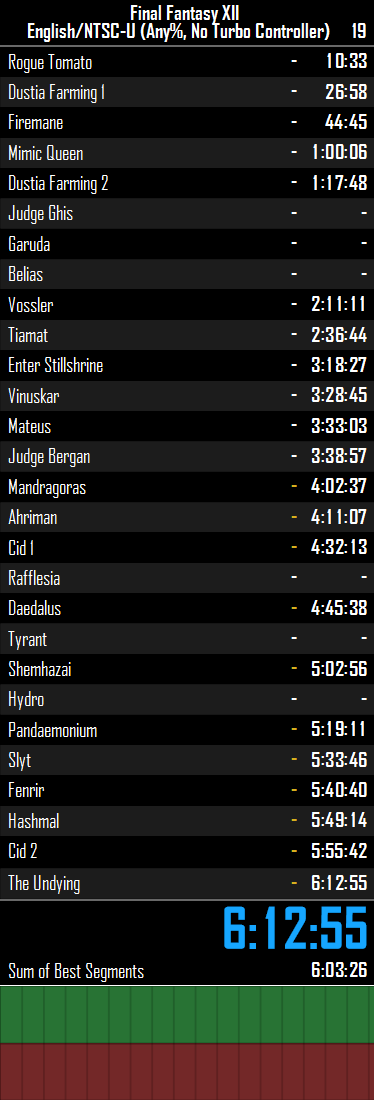 Final Fantasy XII
English/NTSC-U (Any%, No Turbo Controller) 19
Rogue Tomato - 10:33
Dustia Farming 1 - 26:58
Firemane - 44:45
Mimic Queen - 1:00:06
Dustia Farming 2 - 1:17:48
Judge Ghis - -
Garuda - -
Belias - -
Vossler - 2:11:11
Tiamat - 2:36:44
Enter Stillshrine - 3:18:27
Vinuskar - 3:28:45
Mateus - 3:33:03
Judge Bergan - 3:38:57
Mandragoras - 4:02:37
Ahriman - 4:11:07
Cid 1 - 4:32:13
Rafflesia - -
Daedalus - 4:45:38
Tyrant - -
Shemhazai - 5:02:56
Hydro - -
Pandaemonium - 5:19:11
Slyt - 5:33:46
Fenrir - 5:40:40
Hashmal - 5:49:14
Cid 2 - 5:55:42
The Undying - 6:12:55
6:12:55
Sum of Best Segments 6:03:26